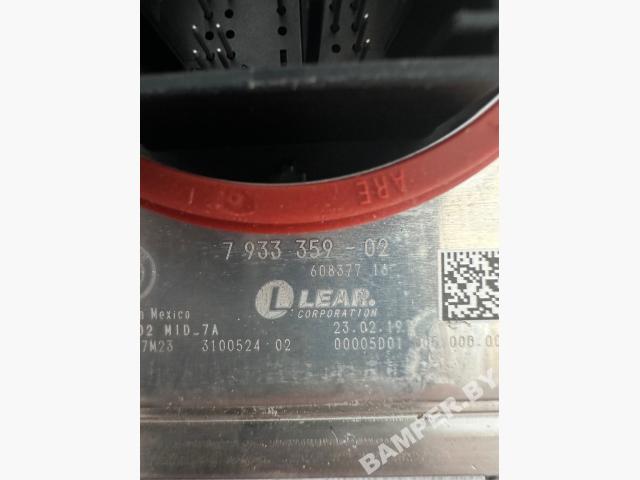 ARE
7 933 359 - 02
608377 16
L LEAR®
CORPORATION
Mexico
02 MID_7A 23.02.19
7M23 3100524 02 00005D01
BAMPER.BY